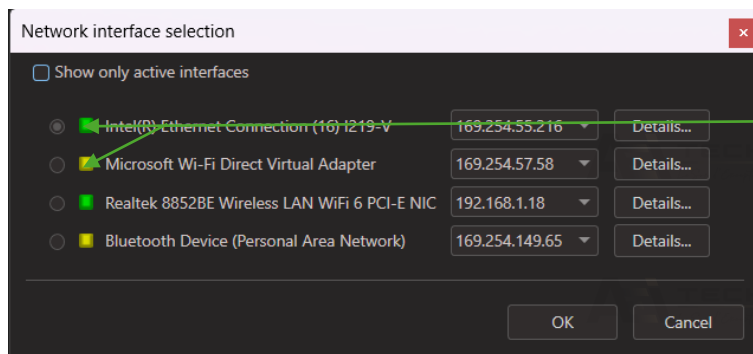 Network interface selection
Show only active interfaces
Intel(R) Ethernet Connection (16) I219-V 169.254.55.216 Details...
Microsoft Wi-Fi Direct Virtual Adapter 169.254.57.58 Details...
Realtek 8852BE Wireless LAN WiFi 6 PCI-E NIC 192.168.1.18 Details...
Bluetooth Device (Personal Area Network) 169.254.149.65 Details...
OK Cancel